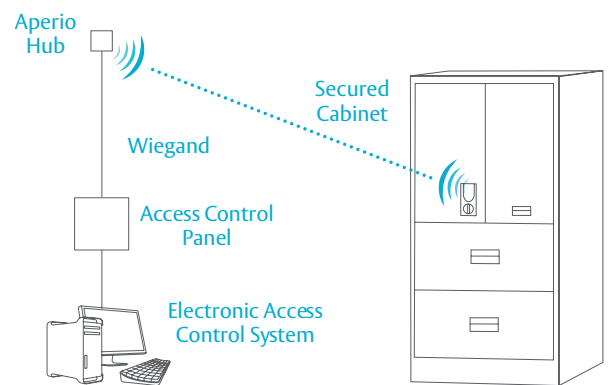 Aperio
Hub
Secured
Cabinet
Wiegand
Access Control
Panel
Electronic Access
Control System